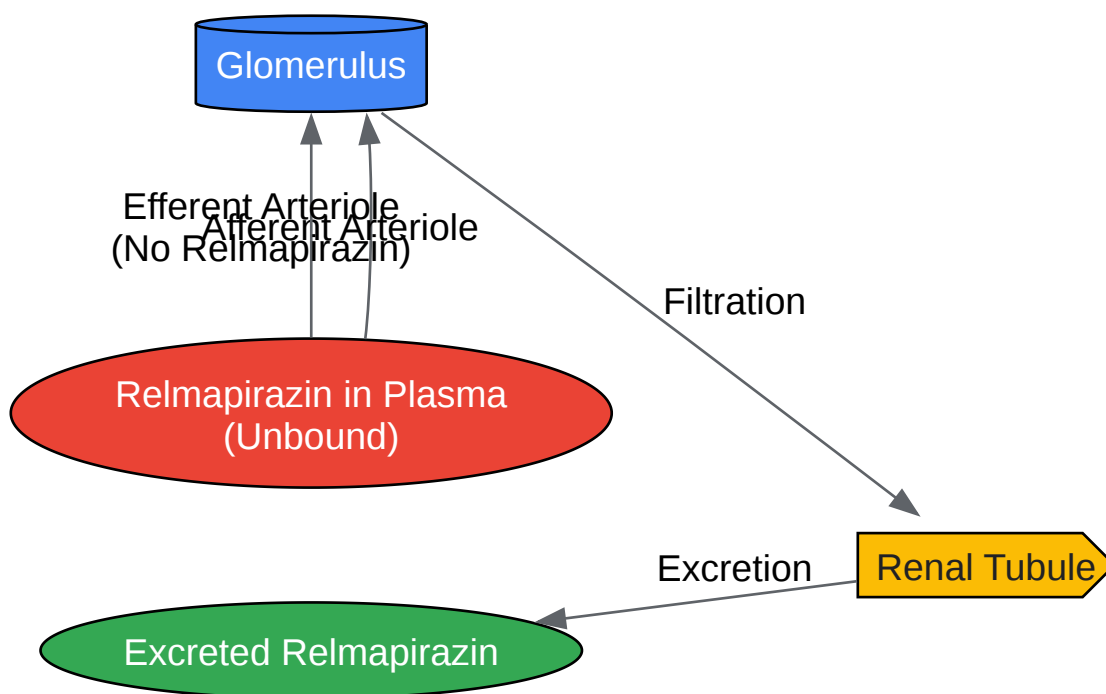 Glomerulus
Efferent Arteriole
(No Relmapirazin)
Afferent Arteriole
Filtration
Relmapirazin in Plasma
(Unbound)
Excretion
Renal Tubule
Excreted Relmapirazin